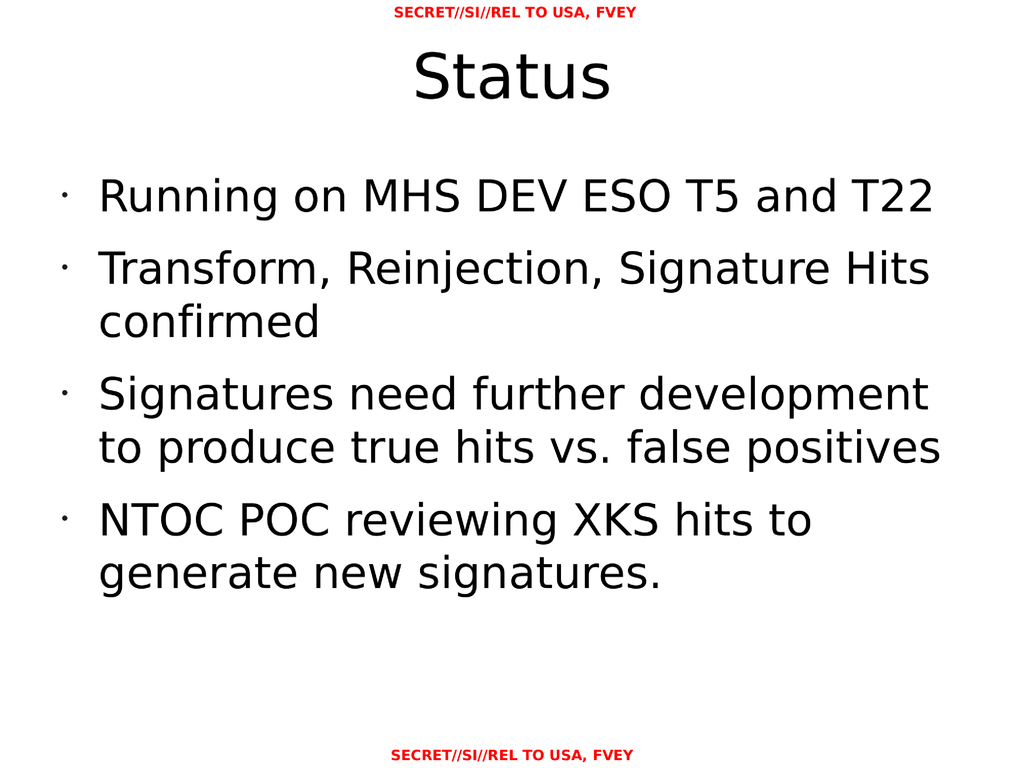 SECRET//SI//REL TO USA, FVEY
Status
· Running on MHS DEV ESO T5 and T22
· Transform, Reinjection, Signature Hits
confirmed
· Signatures need further development
to produce true hits vs. false positives
· NTOC POC reviewing XKS hits to
generate new signatures.
SECRET//SI//REL TO USA, FVEY